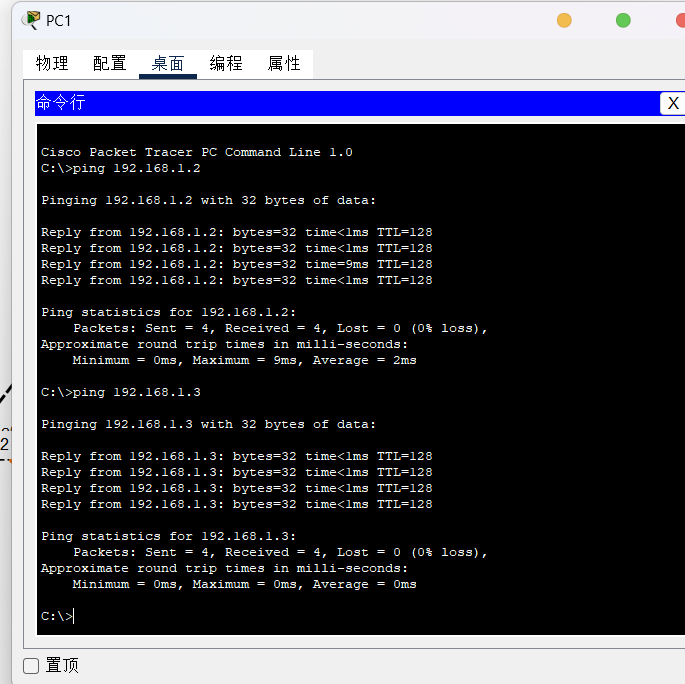 PC1
物理 配置 桌面 编程 属性
命令行
X
Cisco Packet Tracer PC Command Line 1.0
C:\>ping 192.168.1.2
Pinging 192.168.1.2 with 32 bytes of data:
Reply from 192.168.1.2: bytes=32 time<1ms TTL=128
Reply from 192.168.1.2: bytes=32 time<1ms TTL=128
Reply from 192.168.1.2: bytes=32 time=9ms TTL=128
Reply from 192.168.1.2: bytes=32 time<1ms TTL=128
Ping statistics for 192.168.1.2:
Packets: Sent = 4, Received = 4, Lost = 0 (0% loss),
Approximate round trip times in milli-seconds:
Minimum = 0ms, Maximum = 9ms, Average = 2ms
C:\>ping 192.168.1.3
Pinging 192.168.1.3 with 32 bytes of data:
Reply from 192.168.1.3: bytes=32 time<1ms TTL=128
Reply from 192.168.1.3: bytes=32 time<1ms TTL=128
Reply from 192.168.1.3: bytes=32 time<1ms TTL=128
Reply from 192.168.1.3: bytes=32 time<1ms TTL=128
Ping statistics for 192.168.1.3:
Packets: Sent = 4, Received = 4, Lost = 0 (0% loss),
Approximate round trip times in milli-seconds:
Minimum = 0ms, Maximum = 0ms, Average = 0ms
C:\>
2
置顶